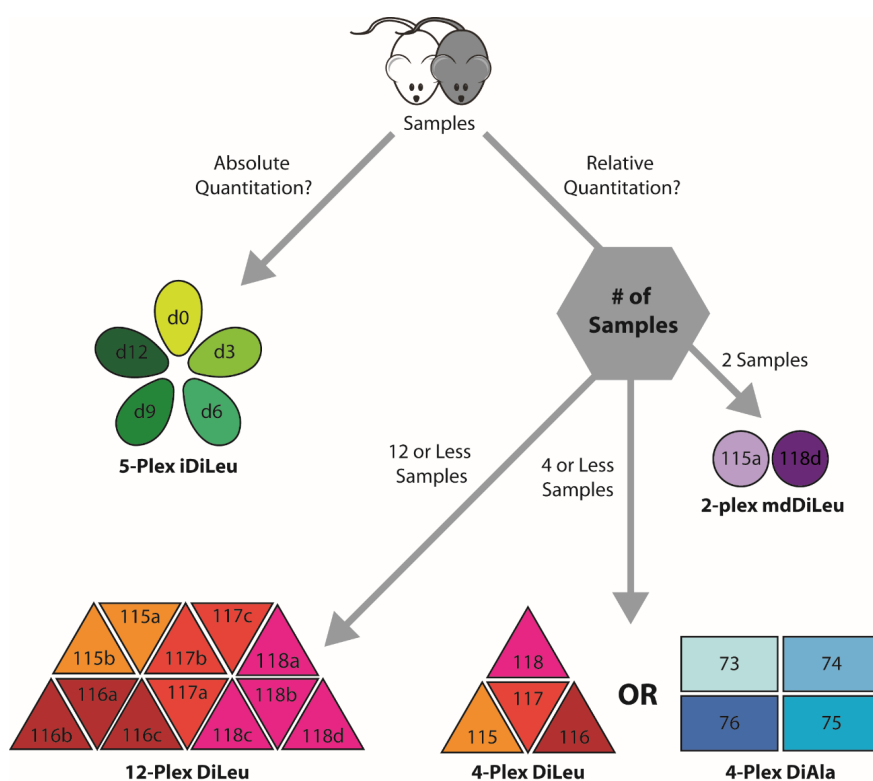 Samples
Absolute
Quantitation?
Relative
Quantitation?
# of
Samples
d0
d12
d3
d9
d6
5-Plex iDiLeu
2 Samples
12 or Less
Samples
4 or Less
Samples
115a
118d
2-plex mdDiLeu
115a
117c
115b
117b
118a
116a
117a
118b
116b
116c
118c
118d
12-Plex DiLeu
118
117
115
116
4-Plex DiLeu
OR
73
74
76
75
4-Plex DiAla